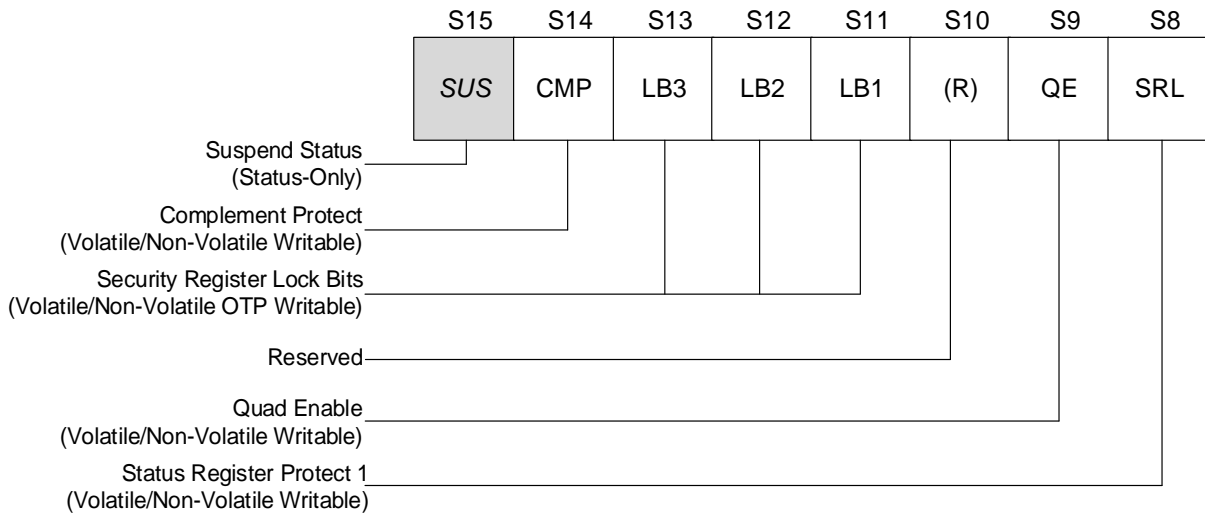 S15 S14 S13 S12 S11 S10 S9 S8
SUS CMP LB3 LB2 LB1 (R) QE SRL
Suspend Status
(Status-Only)
Complement Protect
(Volatile/Non-Volatile Writable)
Security Register Lock Bits
(Volatile/Non-Volatile OTP Writable)
Reserved
Quad Enable
(Volatile/Non-Volatile Writable)
Status Register Protect 1
(Volatile/Non-Volatile Writable)